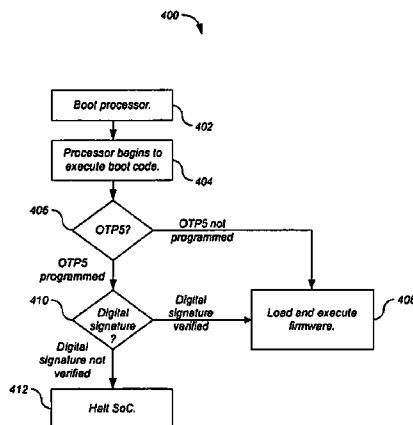 400
Boot processor.
402
Processor begins to
execute boot code.
404
406
OTP5?
OTP5 not
programmed
OTP5
programmed
410
Digital
signature
?
Digital
signature
verified
Load and execute
firmware.
408
Digital
signature not
verified
412
Halt SoC.